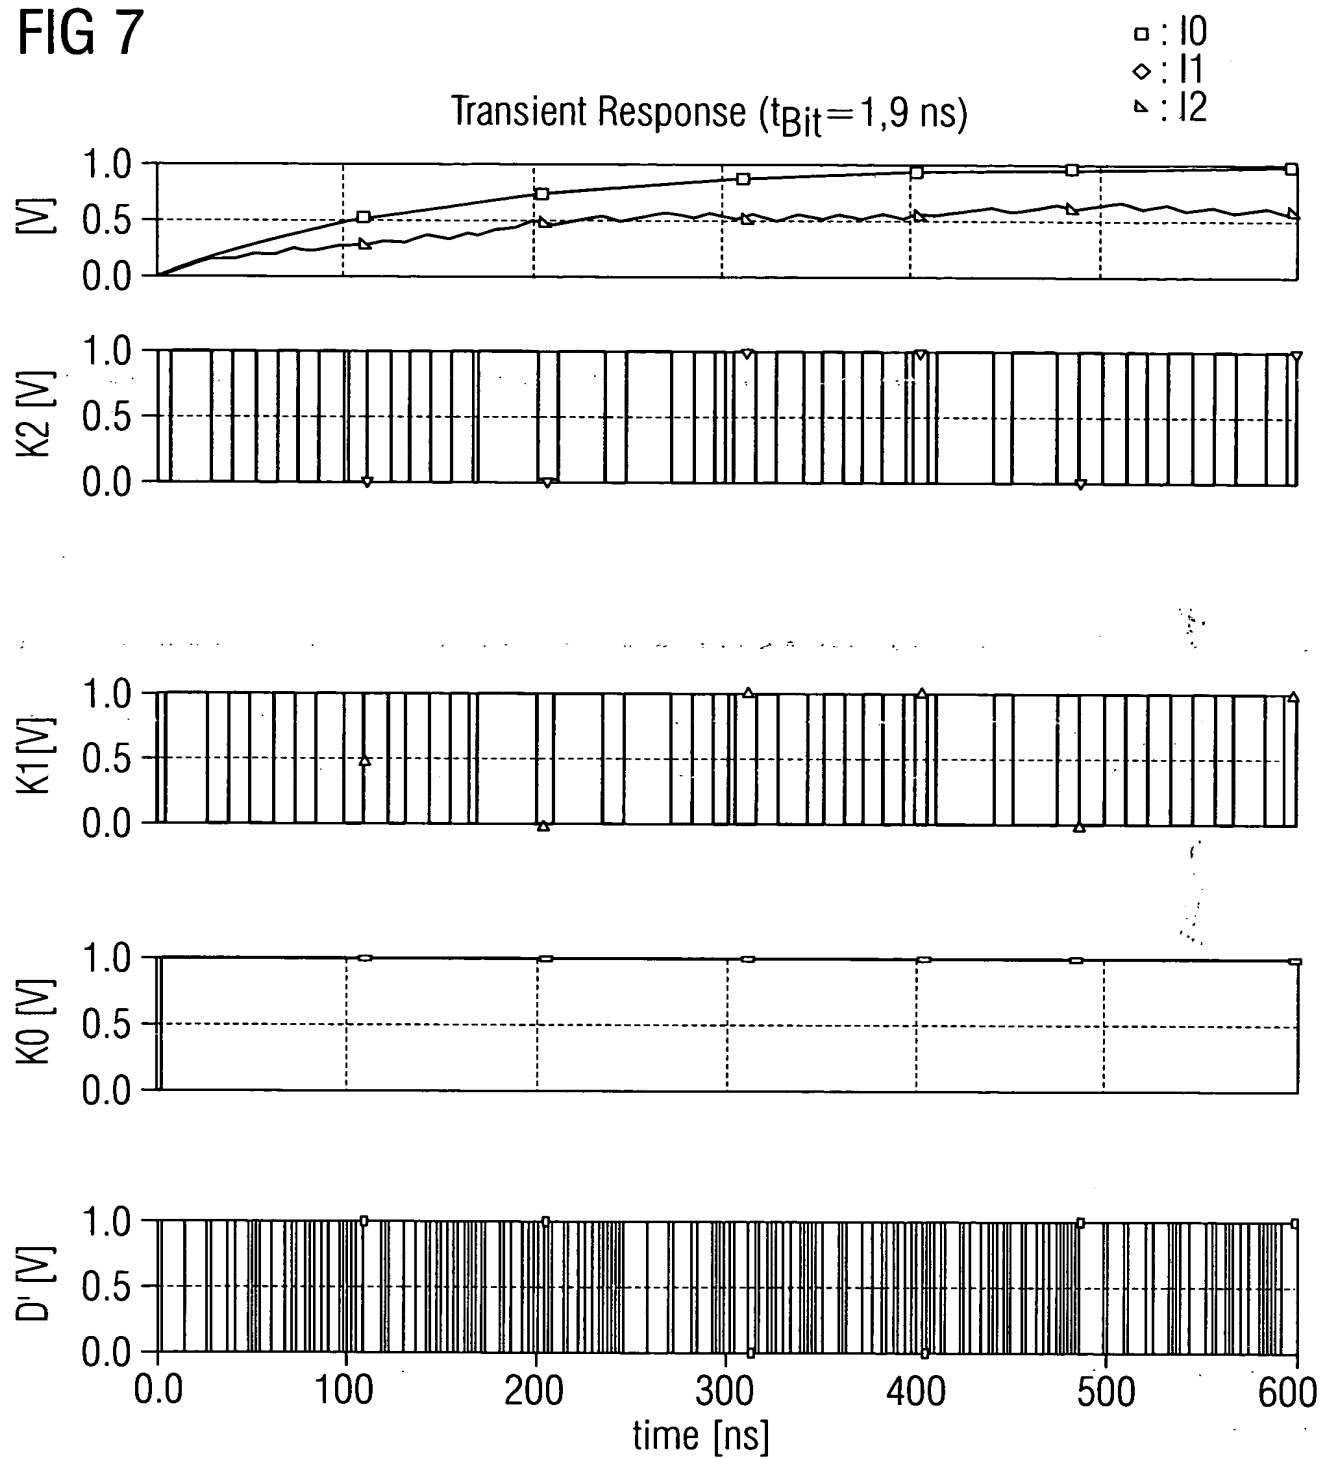 FIG 7
□ : I0
◇ : I1
◺ : I2
Transient Response (tBit=1,9 ns)
1.0
0.5
0.0
[V]
1.0
0.5
0.0
K2 [V]
1.0
0.5
0.0
K1[V]
1.0
0.5
0.0
K0 [V]
1.0
0.5
0.0
D' [V]
0.0 100 200 300 400 500 600
time [ns]